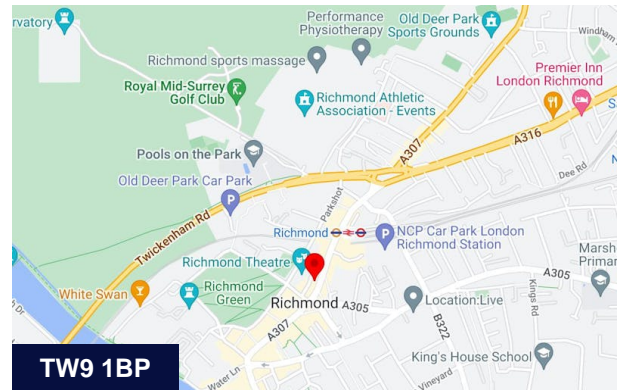 ervatory
Performance
Physiotherapy
Old Deer Park
Sports Grounds
Windham
Richmond sports massage
Premier Inn
London Richmond
Royal Mid-Surrey
Golf Club
Richmond Athletic
Association - Events
A307
A316
Pools on the Park
Dee Rd
Old Deer Park Car Park
Parkshot
Twickenham Rd
Richmond
NCP Car Park London
Richmond Station
Richmond Theatre
Marsh
Primar
A305
White Swan
Richmond
Green
Richmond
A305
Location:Live
Kings Rd
A307
B322
King's House School
Water Ln
Vineyard
TW9 1BP